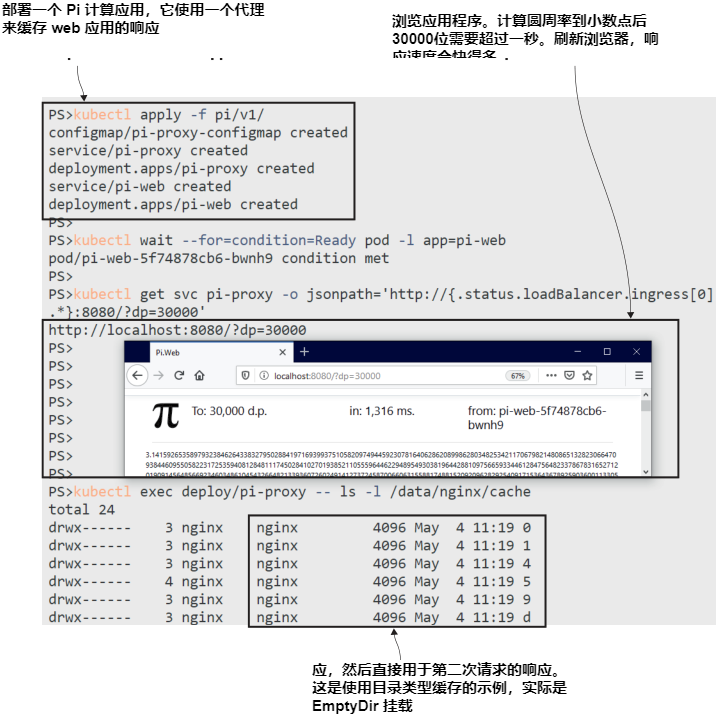 部署一个 Pi 计算应用，它使用一个代理
来缓存 web 应用的响应
浏览应用程序。计算圆周率到小数点后
30000位需要超过一秒。刷新浏览器，响
应速度会快得多
PS>kubectl apply -f pi/v1/
configmap/pi-proxy-configmap created
service/pi-proxy created
deployment.apps/pi-proxy created
service/pi-web created
deployment.apps/pi-web created
PS>
PS>kubectl wait --for=condition=Ready pod -l app=pi-web
pod/pi-web-5f74878cb6-bwnh9 condition met
PS>
PS>kubectl get svc pi-proxy -o jsonpath='http://{.status.loadBalancer.ingress[0]
.*}:8080/?dp=30000'
http://localhost:8080/?dp=30000
PS>
PS>
PS>
PS>
PS>
PS>
PS>
PS>
Pi.Web
localhost:8080/?dp=30000
67%
π To: 30,000 d.p. in: 1,316 ms. from: pi-web-5f74878cb6-
bwnh9
PS>kubectl exec deploy/pi-proxy -- ls -l /data/nginx/cache
total 24
drwx------ 3 nginx nginx 4096 May 4 11:19 0
drwx------ 3 nginx nginx 4096 May 4 11:19 1
drwx------ 3 nginx nginx 4096 May 4 11:19 4
drwx------ 4 nginx nginx 4096 May 4 11:19 5
drwx------ 3 nginx nginx 4096 May 4 11:19 9
drwx------ 3 nginx nginx 4096 May 4 11:19 d
应，然后直接用于第二次请求的响应。
这是使用目录类型缓存的示例，实际是
EmptyDir 挂载